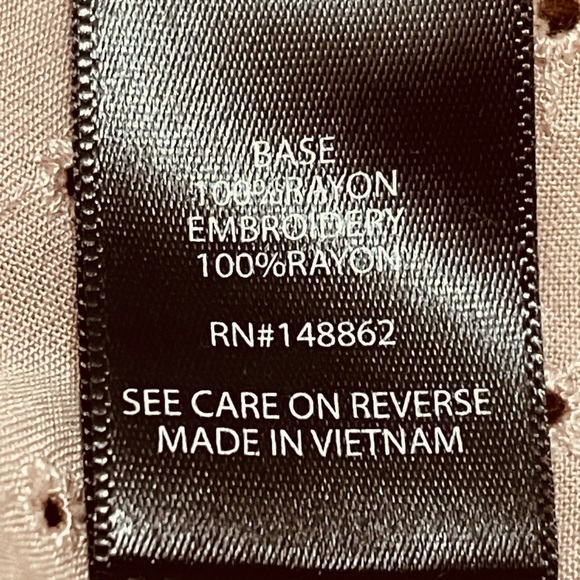 BASE
100%RAYON
EMBROIDERY
100%RAYON
RN#148862
SEE CARE ON REVERSE
MADE IN VIETNAM